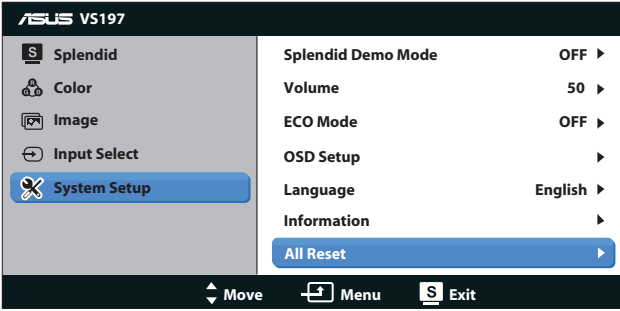 ASUS VS197
S Splendid
Color
Image
Input Select
System Setup
Splendid Demo Mode OFF
Volume 50
ECO Mode OFF
OSD Setup
Language English
Information
All Reset
Move Menu S Exit